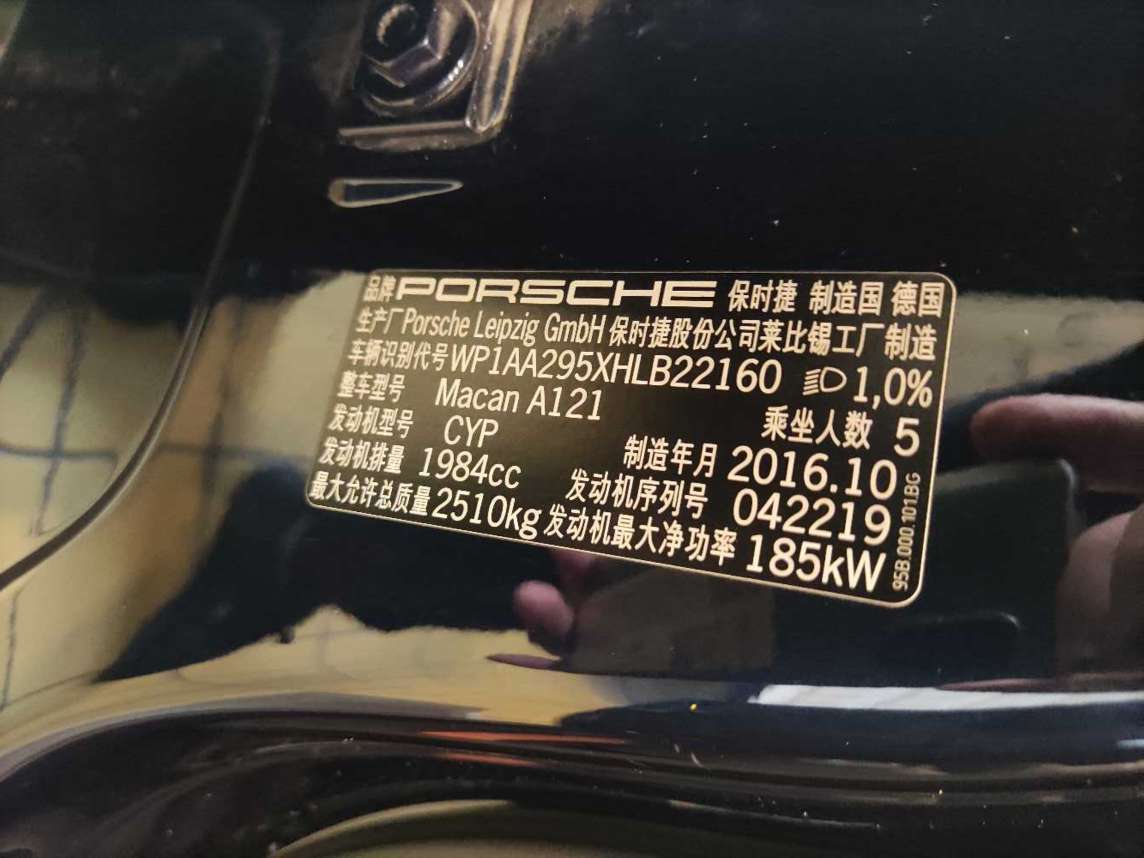 品牌 PORSCHE 保时捷 制造国 德国
生产厂 Porsche Leipzig GmbH 保时捷股份公司莱比锡工厂制造
车辆识别代号 WP1AA295XHLB22160 1,0%
整车型号 Macan A121 乘坐人数 5
发动机型号 CYP 制造年月 2016.10
发动机排量 1984cc 发动机序列号 042219
最大允许总质量 2510kg 发动机最大净功率 185kW
95B.000.101.BG